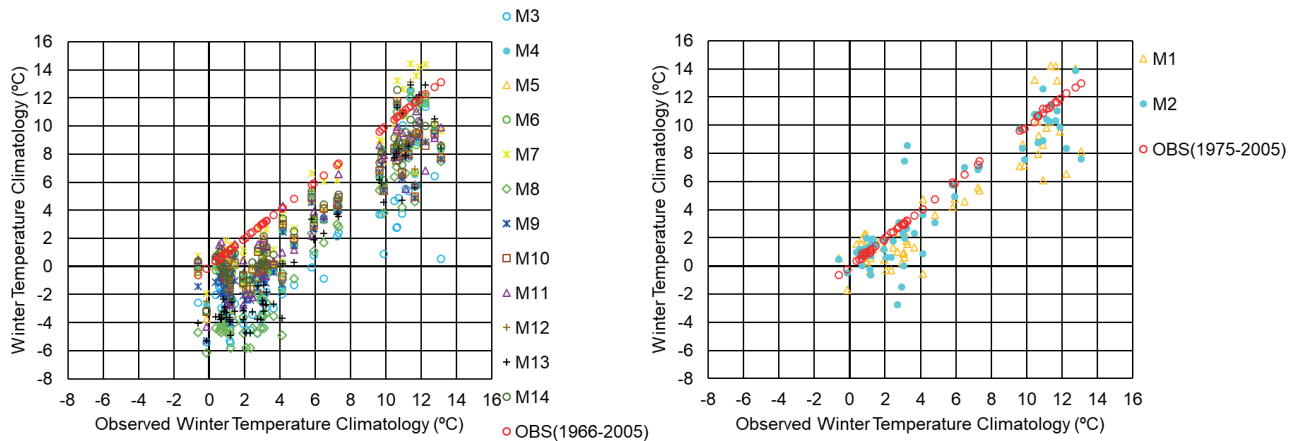 16
14
12
10
8
6
4
2
0
-2
-4
-6
-8
Winter Temperature Climatology (ºC)
-8 -6 -4 -2 0 2 4 6 8 10 12 14 16
Observed Winter Temperature Climatology (ºC)
M3
M4
M5
M6
M7
M8
M9
M10
M11
M12
M13
M14
OBS(1966-2005)
16
14
12
10
8
6
4
2
0
-2
-4
-6
-8
Winter Temperature Climatology (ºC)
-8 -6 -4 -2 0 2 4 6 8 10 12 14 16
Observed Winter Temperature Climatology (ºC)
M1
M2
OBS(1975-2005)